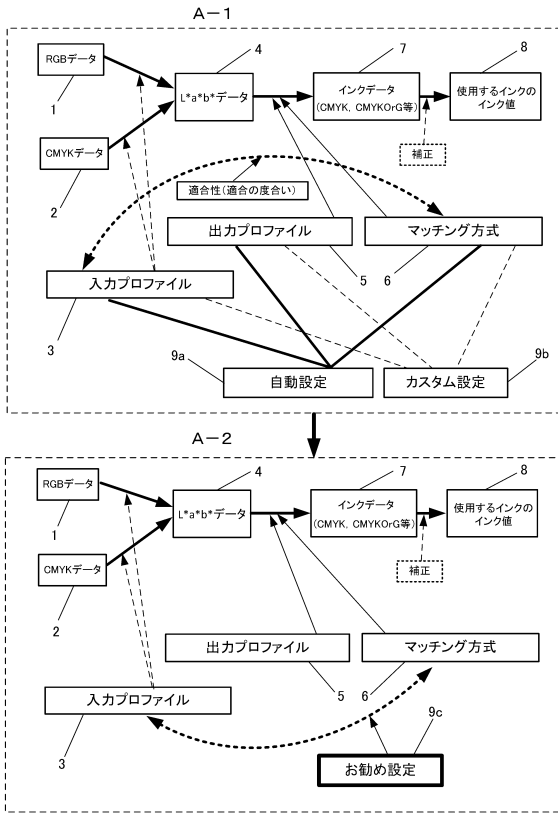 A-1
RGBデータ
1
CMYKデータ
2
4
L*a*b*データ
7
インクデータ
(CMYK, CMYKOrG等)
8
使用するインクの
インク値
補正
適合性(適合の度合い)
出力プロファイル
5
マッチング方式
6
入力プロファイル
3
9a
自動設定
カスタム設定
9b
A-2
RGBデータ
1
CMYKデータ
2
4
L*a*b*データ
7
インクデータ
(CMYK, CMYKOrG等)
8
使用するインクの
インク値
補正
出力プロファイル
5
マッチング方式
6
入力プロファイル
3
9c
お勧め設定